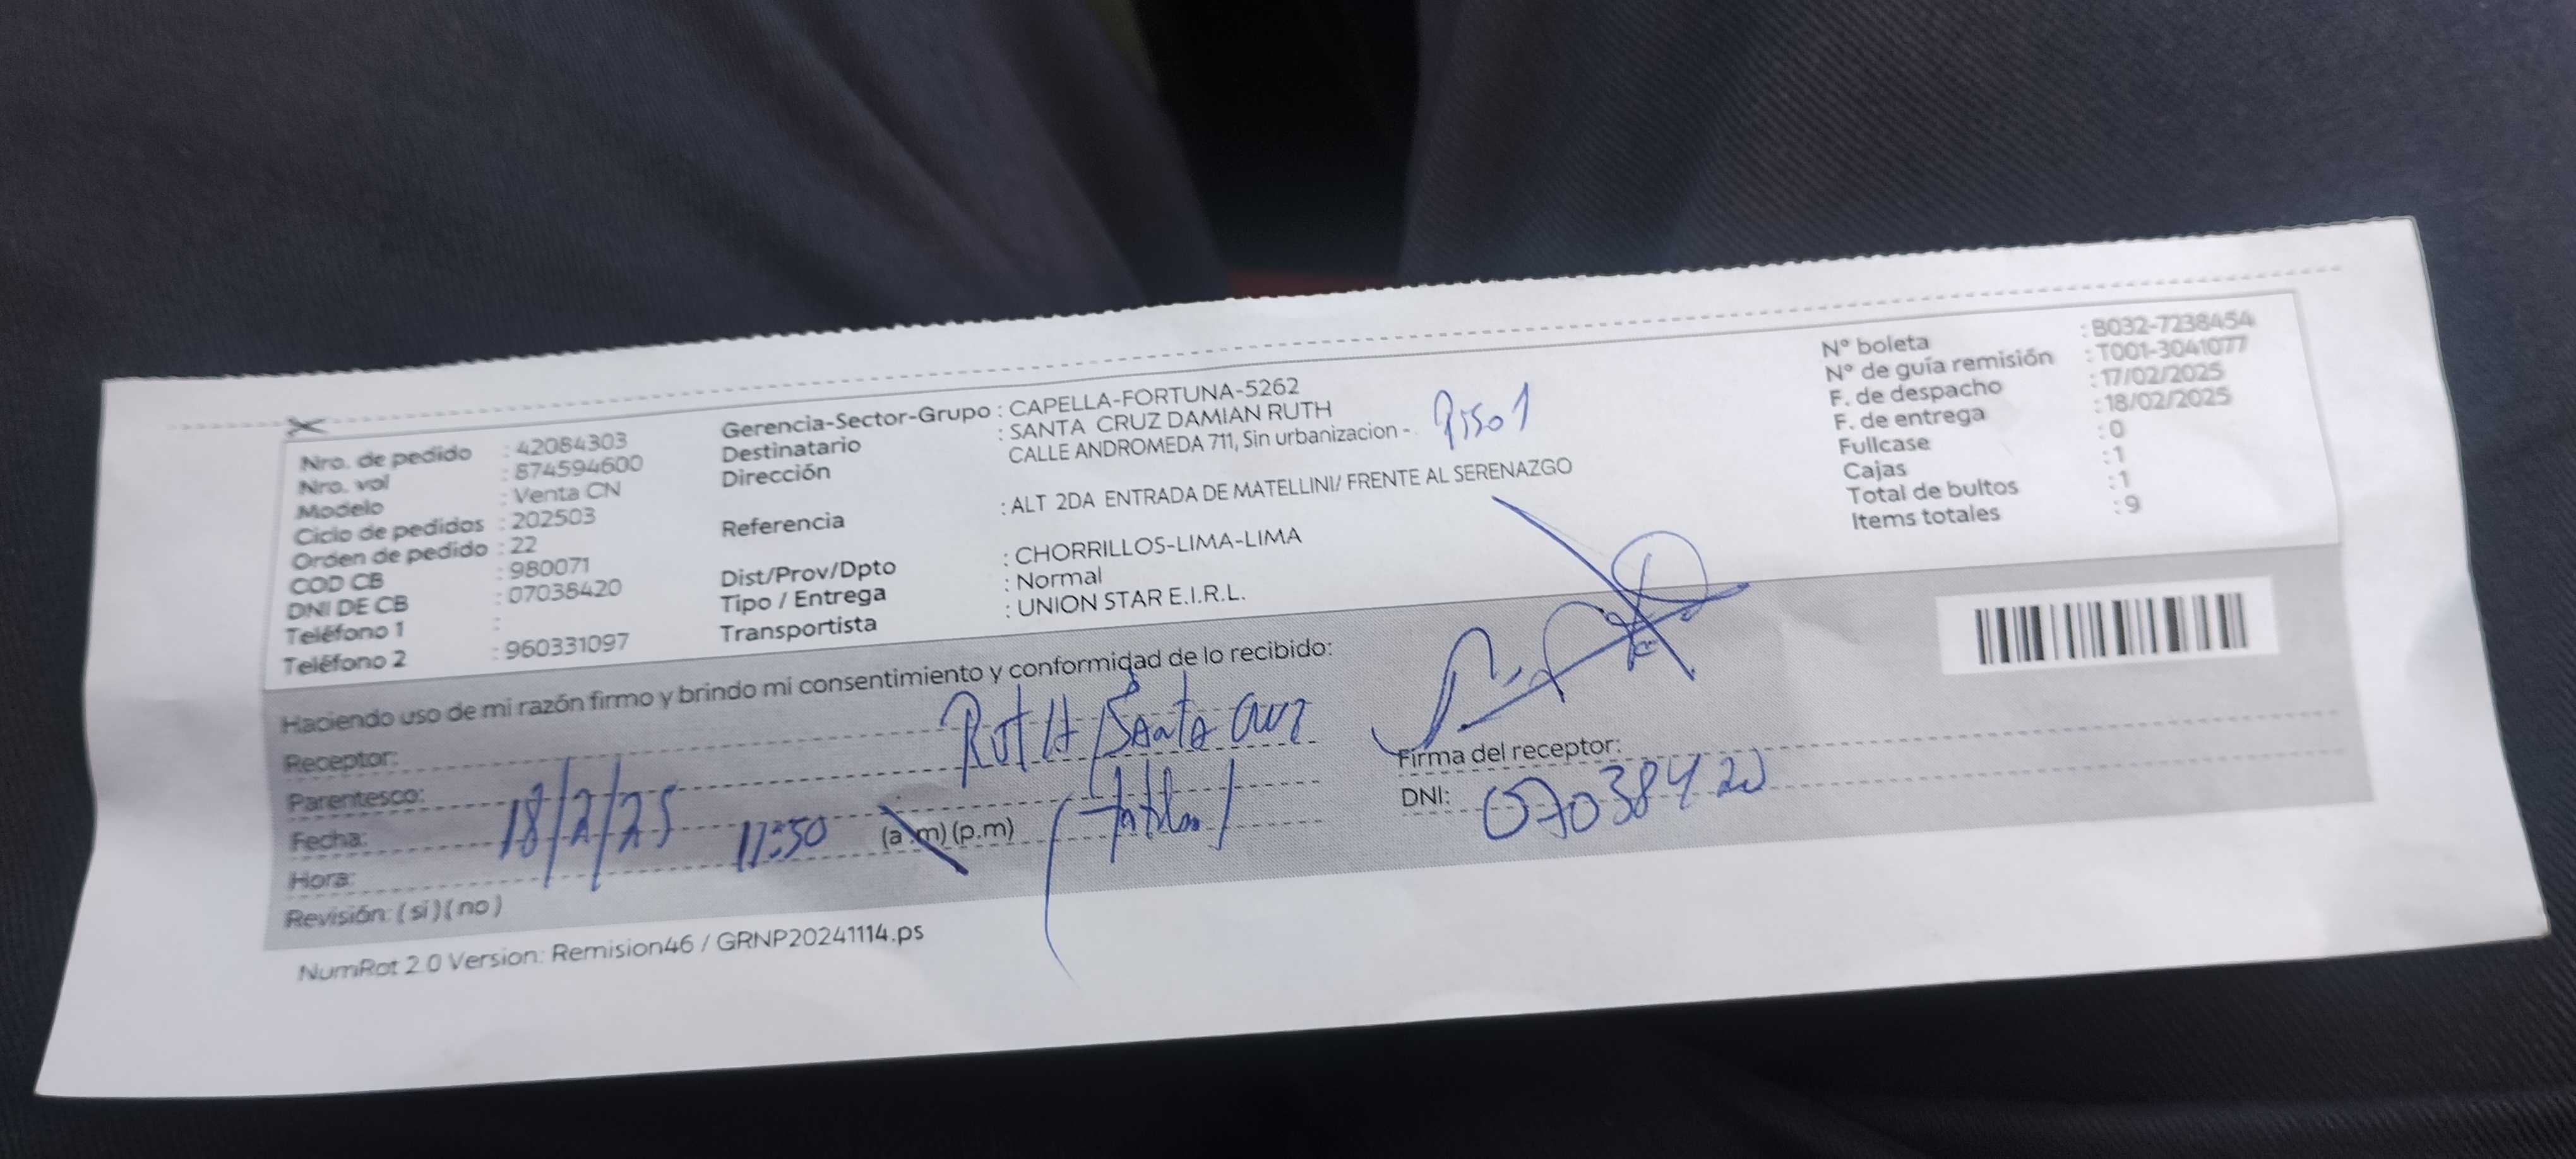 Nro. de pedido : 42084303
Nro. vol : 874594600
Modelo : Venta CN
Ciclo de pedidos : 202503
Orden de pedido : 22
COD CB : 980071
DNI DE CB : 07038420
Teléfono 1 :
Teléfono 2 : 960331097
Gerencia-Sector-Grupo : CAPELLA-FORTUNA-5262
Destinatario : SANTA CRUZ DAMIAN RUTH
Dirección CALLE ANDROMEDA 711, Sin urbanizacion - Piso 1
Referencia : ALT 2DA ENTRADA DE MATELLINI/ FRENTE AL SERENAZGO
Dist/Prov/Dpto : CHORRILLOS-LIMA-LIMA
Tipo / Entrega : Normal
Transportista : UNION STAR E.I.R.L.
N° boleta : B032-7238454
N° de guía remisión : T001-3041077
F. de despacho : 17/02/2025
F. de entrega : 18/02/2025
Fullcase : 0
Cajas : 1
Total de bultos : 1
Items totales : 9
Haciendo uso de mi razón firmo y brindo mi consentimiento y conformidad de lo recibido:
Receptor: Ruth Santa Cruz
Parentesco:
Fecha: 18/2/25
Hora: 11:50 (a.m) (p.m)
Revisión: ( si ) ( no )
Firma del receptor:
DNI: 07038420
NumRot 2.0 Version: Remision46 / GRNP20241114.ps